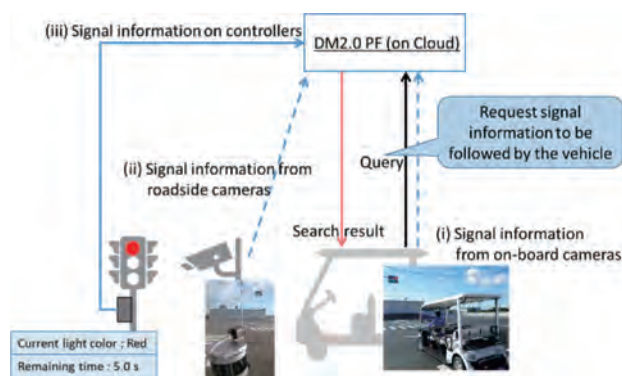 (iii) Signal information on controllers
DM2.0 PF (on Cloud)
Request signal
information to be
followed by the vehicle
(ii) Signal information from
roadside cameras
Query
Search result
(i) Signal information
from on-board cameras
Current light color : Red
Remaining time : 5.0 s